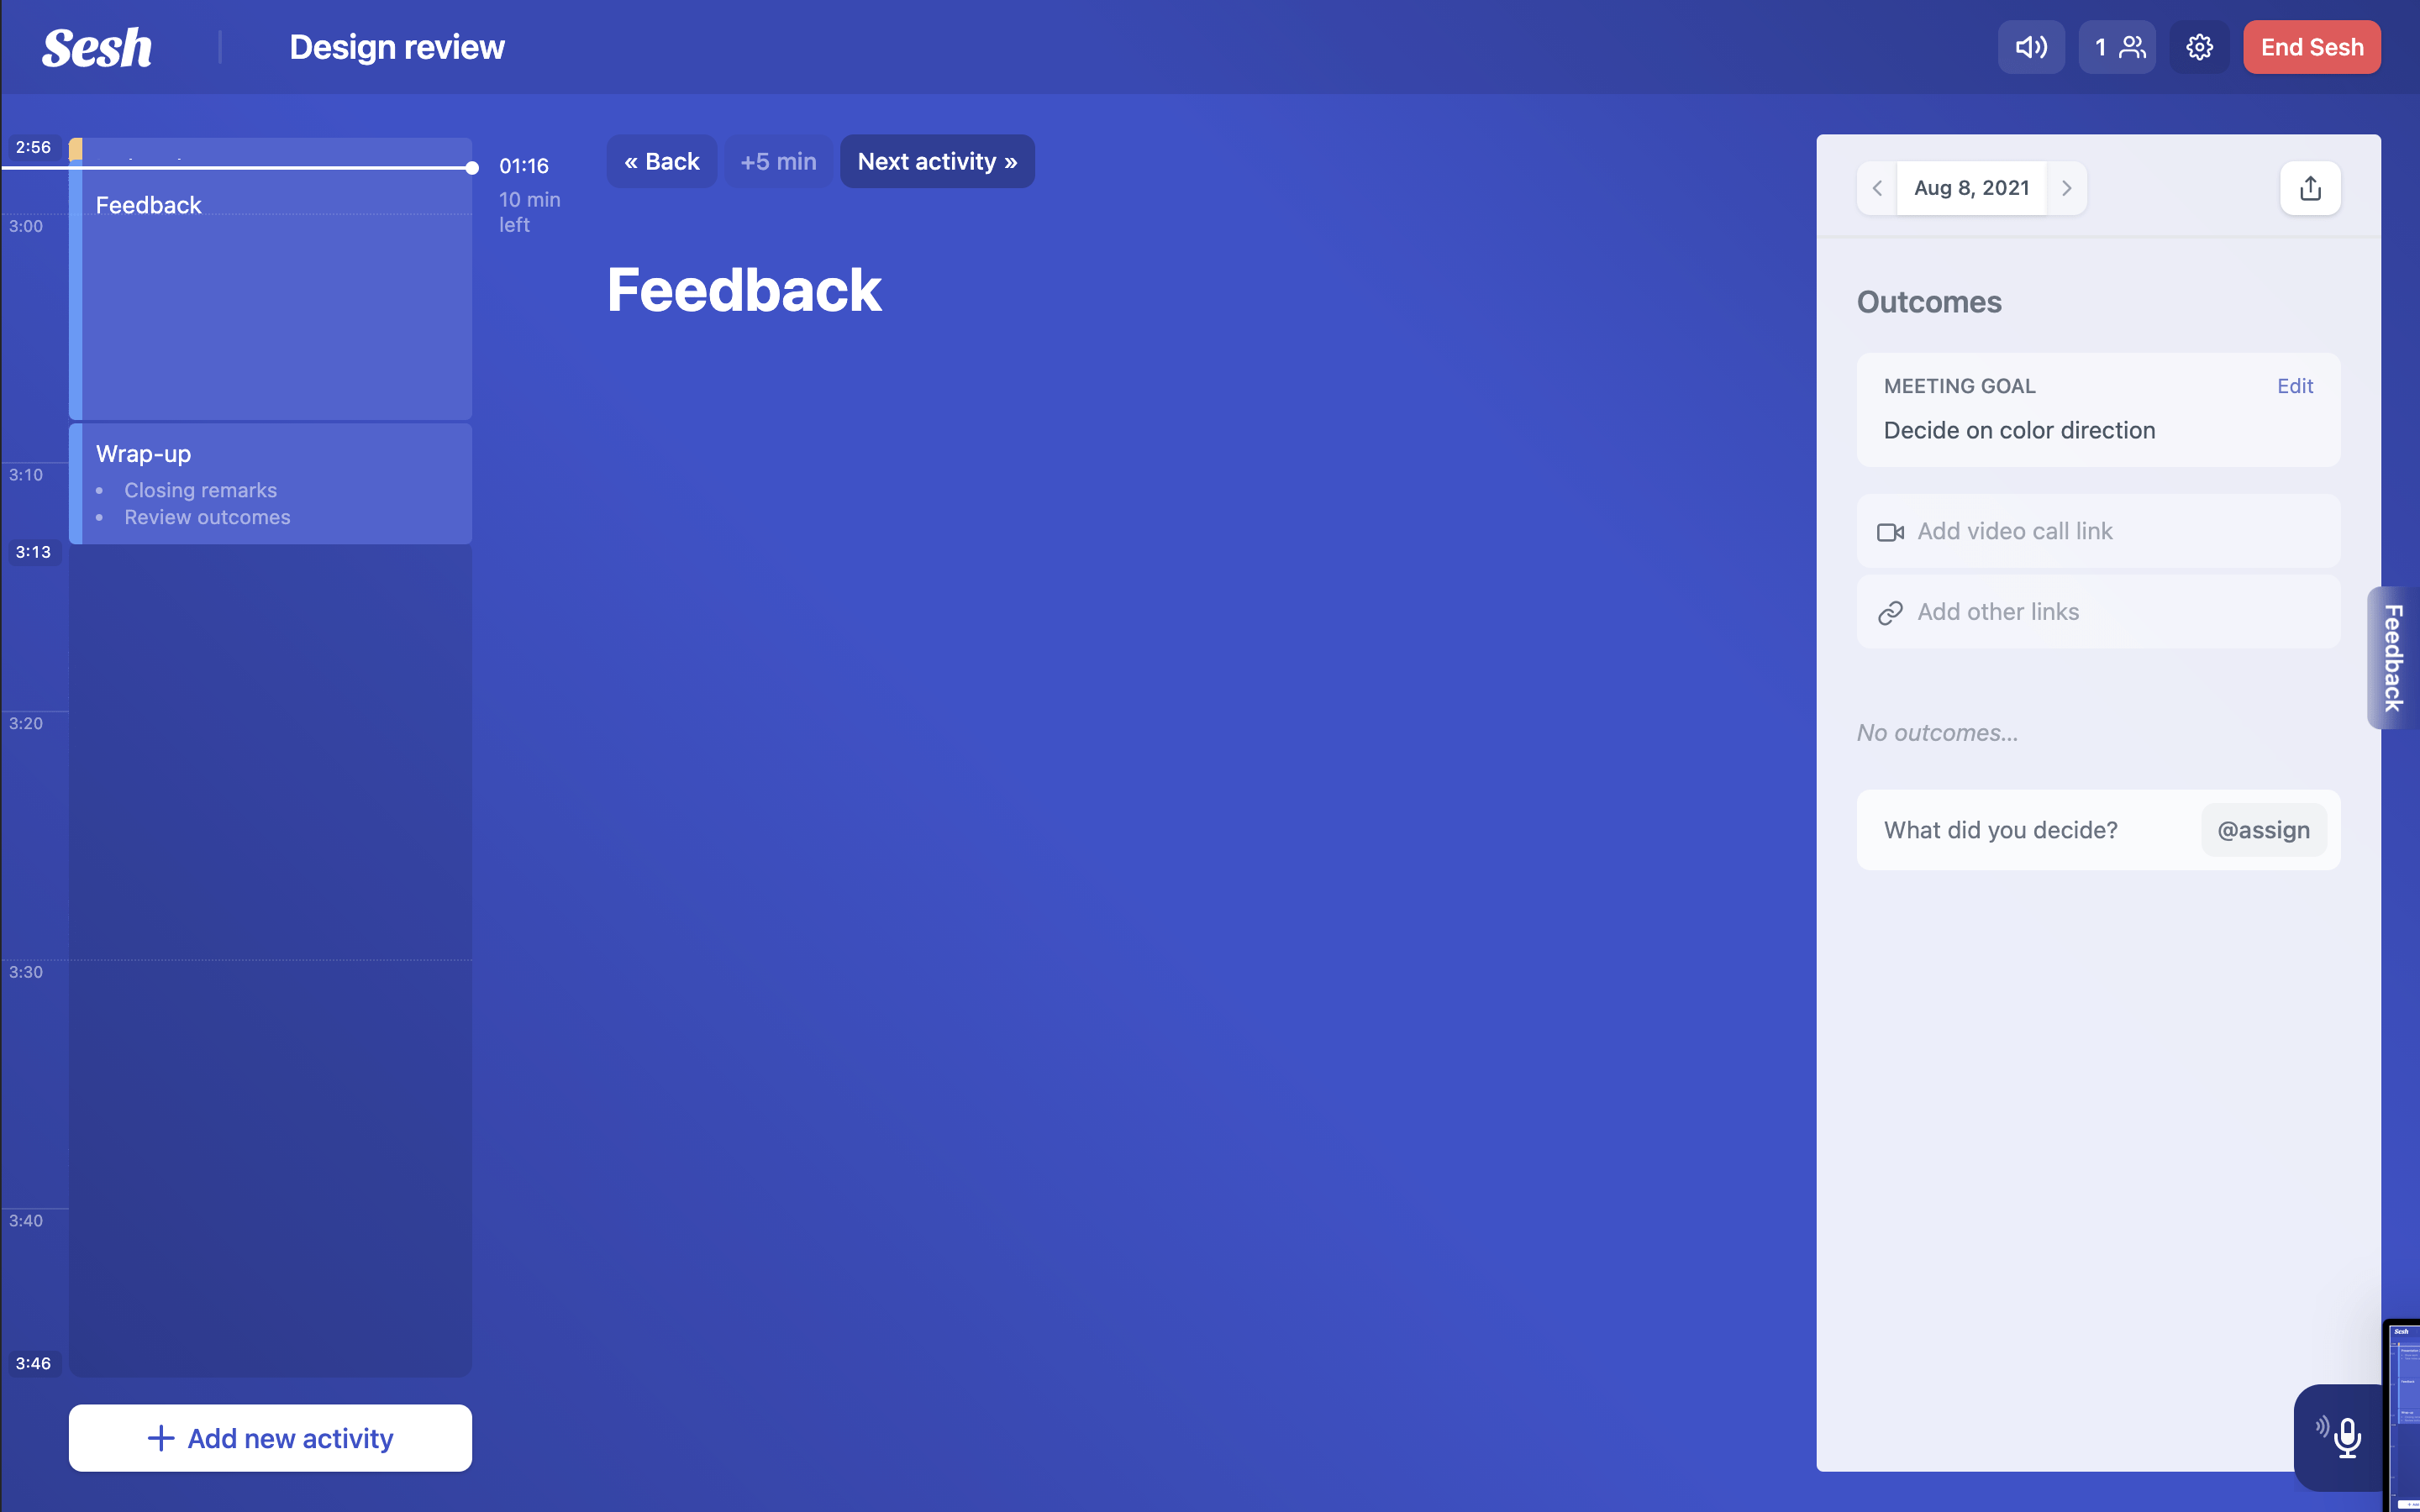 Sesh
Design review
1
End Sesh
2:56
3:00
3:10
3:13
3:20
3:30
3:40
3:46
Feedback
Wrap-up
• Closing remarks
• Review outcomes
Add new activity
01:16
10 min
left
« Back
+5 min
Next activity »
Feedback
Aug 8, 2021
Outcomes
MEETING GOAL
Edit
Decide on color direction
Add video call link
Add other links
No outcomes...
What did you decide?
@assign
Feedback
Sesh